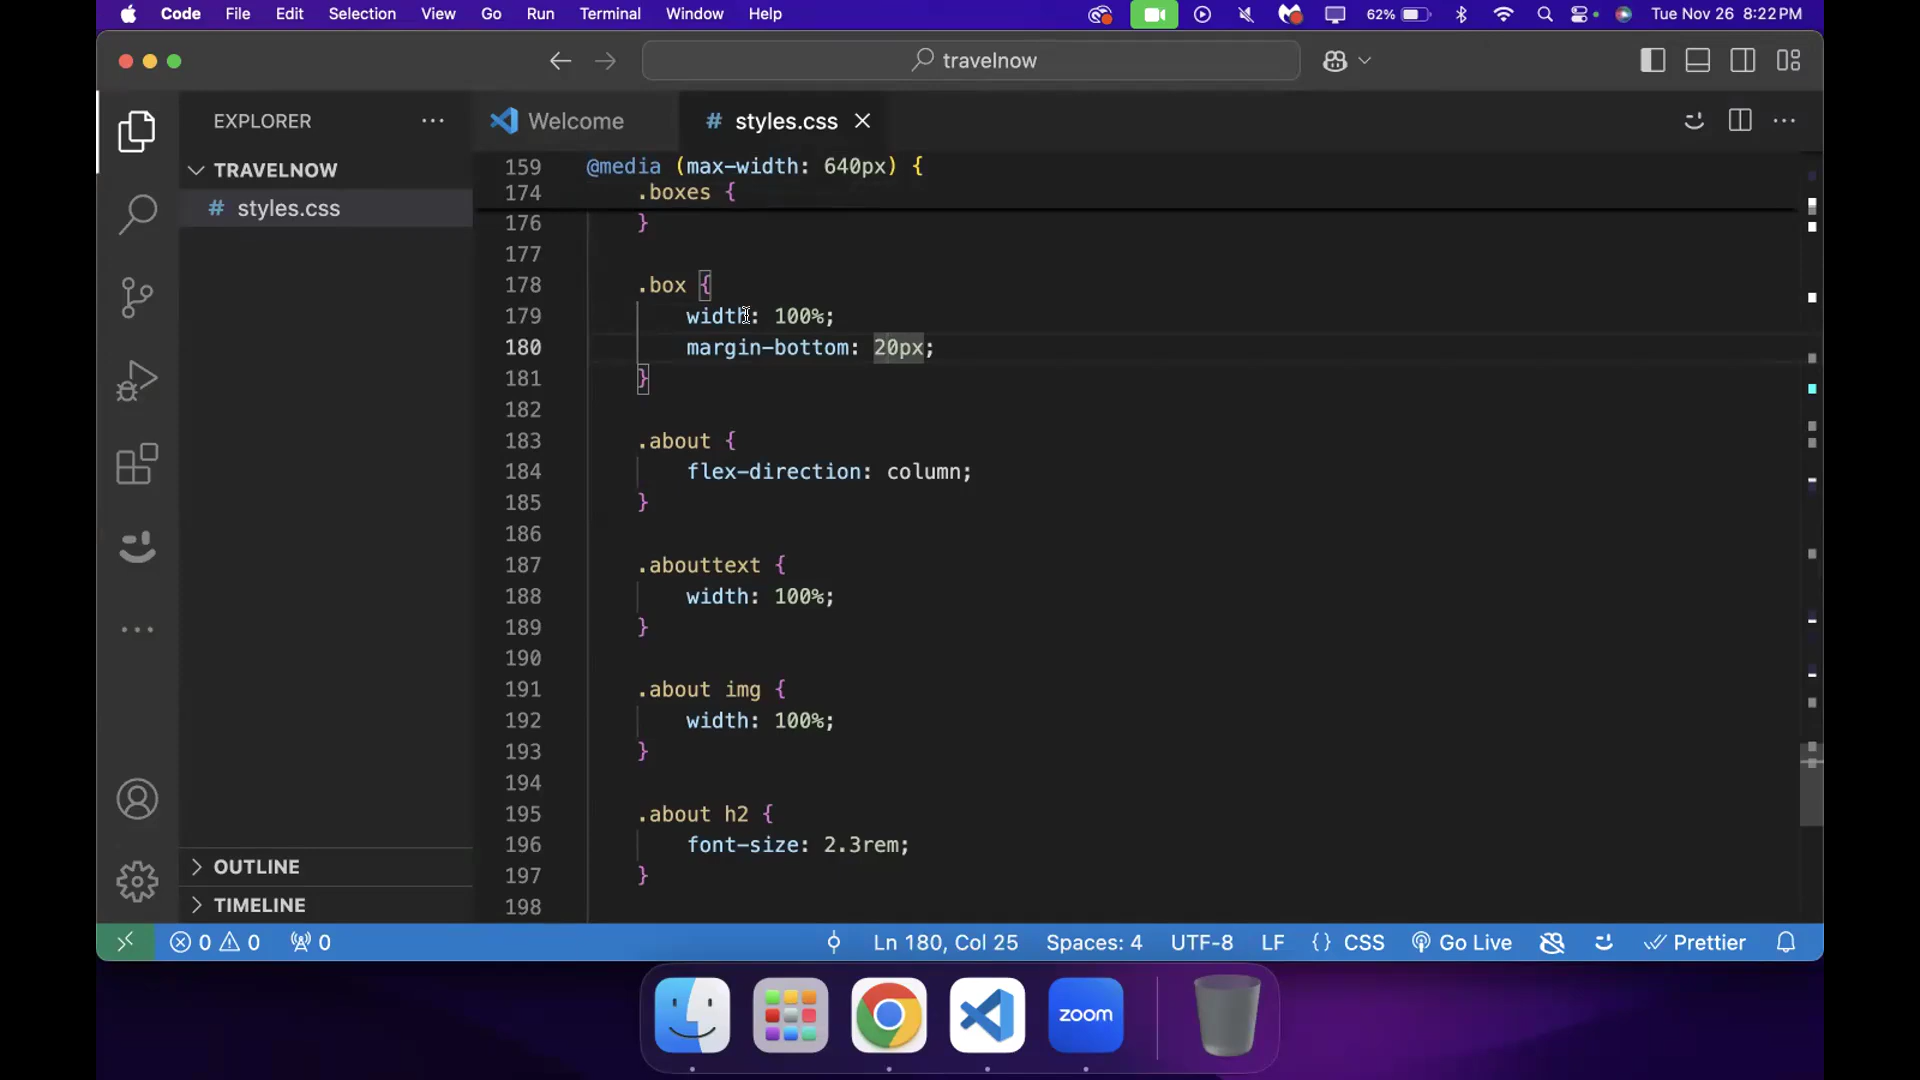 Code File Edit Selection View Go Run Terminal Window Help 62% Tue Nov 26 8:22PM
travelnow
EXPLORER
Welcome
# styles.css
TRAVELNOW
# styles.css
159 @media (max-width: 640px) {
174 .boxes {
176 }
177
178 .box {
179 width: 100%;
180 margin-bottom: 20px;
181 }
182
183 .about {
184 flex-direction: column;
185 }
186
187 .abouttext {
188 width: 100%;
189 }
190
191 .about img {
192 width: 100%;
193 }
194
195 .about h2 {
196 font-size: 2.3rem;
197 }
198
OUTLINE
TIMELINE
0 0 0 Ln 180, Col 25 Spaces: 4 UTF-8 LF {} CSS Go Live Prettier
zoom